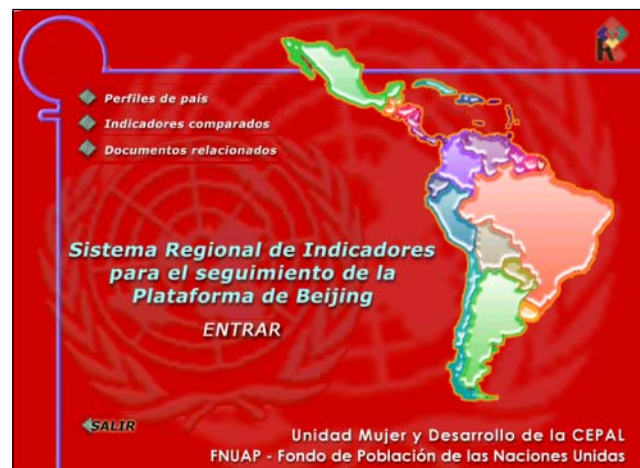 Perfiles de país
Indicadores comparados
Documentos relacionados
Sistema Regional de Indicadores
para el seguimiento de la
Plataforma de Beijing
ENTRAR
SALIR
Unidad Mujer y Desarrollo de la CEPAL
FNUAP - Fondo de Población de las Naciones Unidas